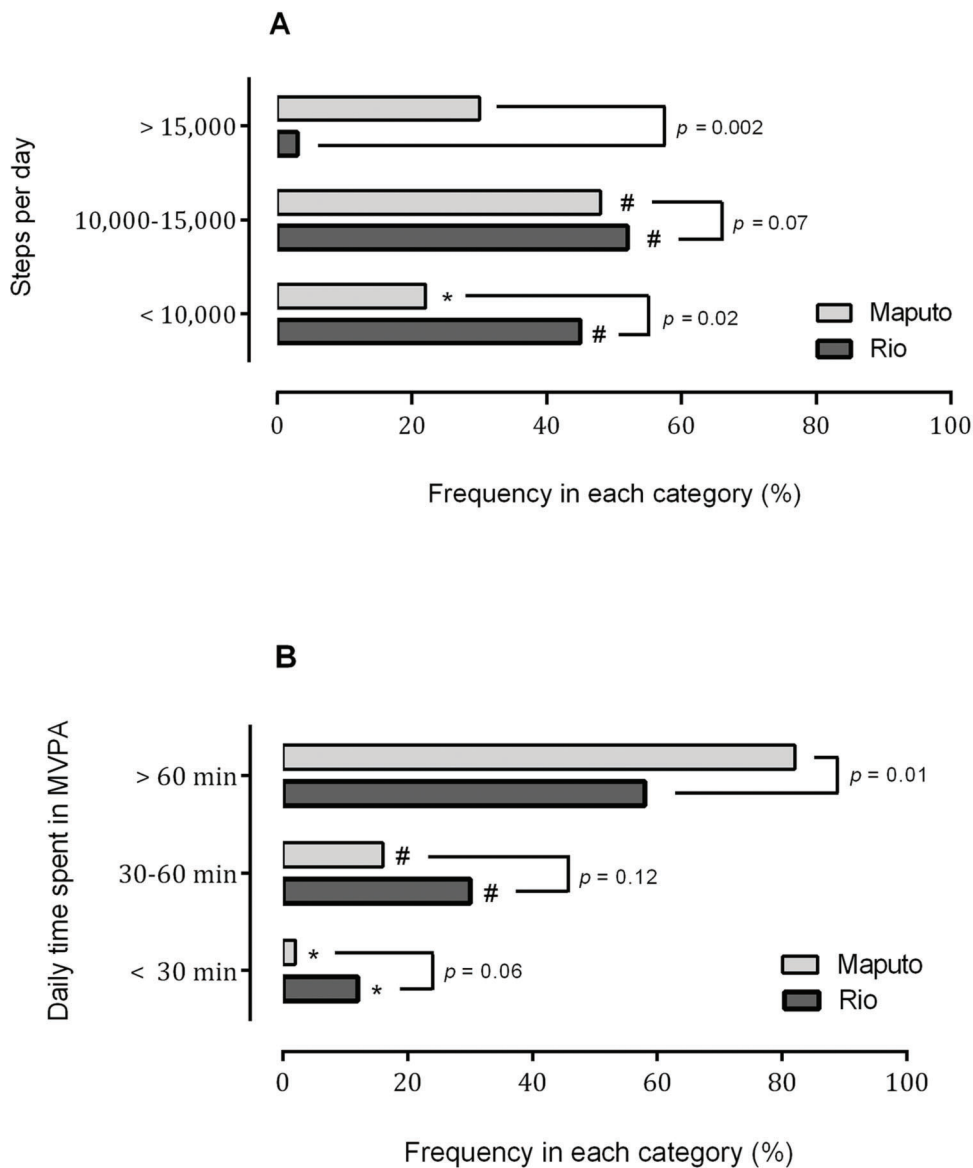 A
Steps per day
> 15,000
p = 0.002
10,000-15,000
#
#
p = 0.07
< 10,000
*
#
p = 0.02
Maputo
Rio
0 20 40 60 80 100
Frequency in each category (%)
B
Daily time spent in MVPA
> 60 min
p = 0.01
30-60 min
#
#
p = 0.12
< 30 min
*
*
p = 0.06
Maputo
Rio
0 20 40 60 80 100
Frequency in each category (%)